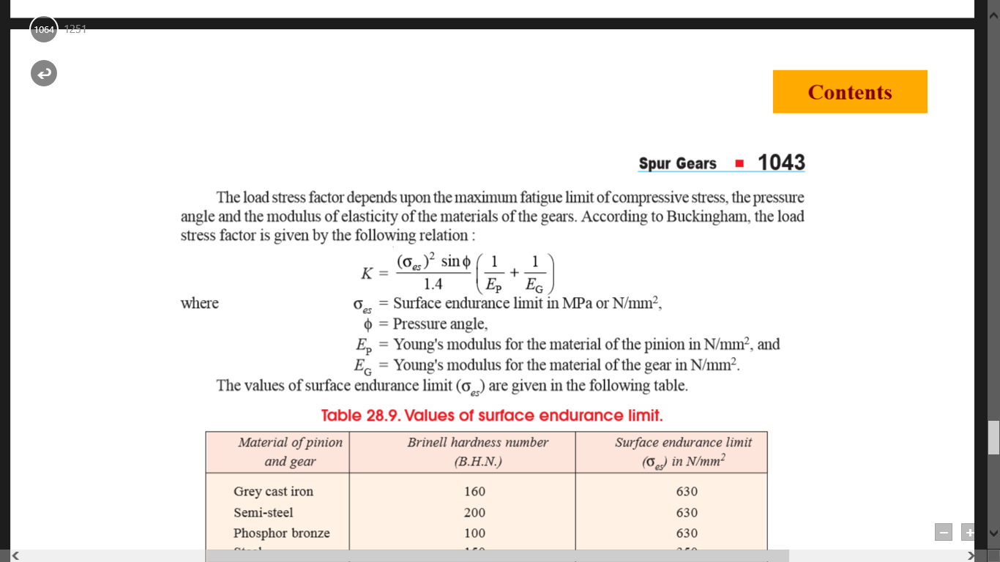 1064 1251
Contents
Spur Gears ■ 1043
The load stress factor depends upon the maximum fatigue limit of compressive stress, the pressure
angle and the modulus of elasticity of the materials of the gears. According to Buckingham, the load
stress factor is given by the following relation :
K = (σes)² sin ϕ / 1.4 (1/EP + 1/EG)
where σes = Surface endurance limit in MPa or N/mm²,
ϕ = Pressure angle,
EP = Young's modulus for the material of the pinion in N/mm², and
EG = Young's modulus for the material of the gear in N/mm².
The values of surface endurance limit (σes) are given in the following table.
Table 28.9. Values of surface endurance limit.
Material of pinion Brinell hardness number Surface endurance limit
and gear (B.H.N.) (σes) in N/mm²
Grey cast iron 160 630
Semi-steel 200 630
Phosphor bronze 100 630